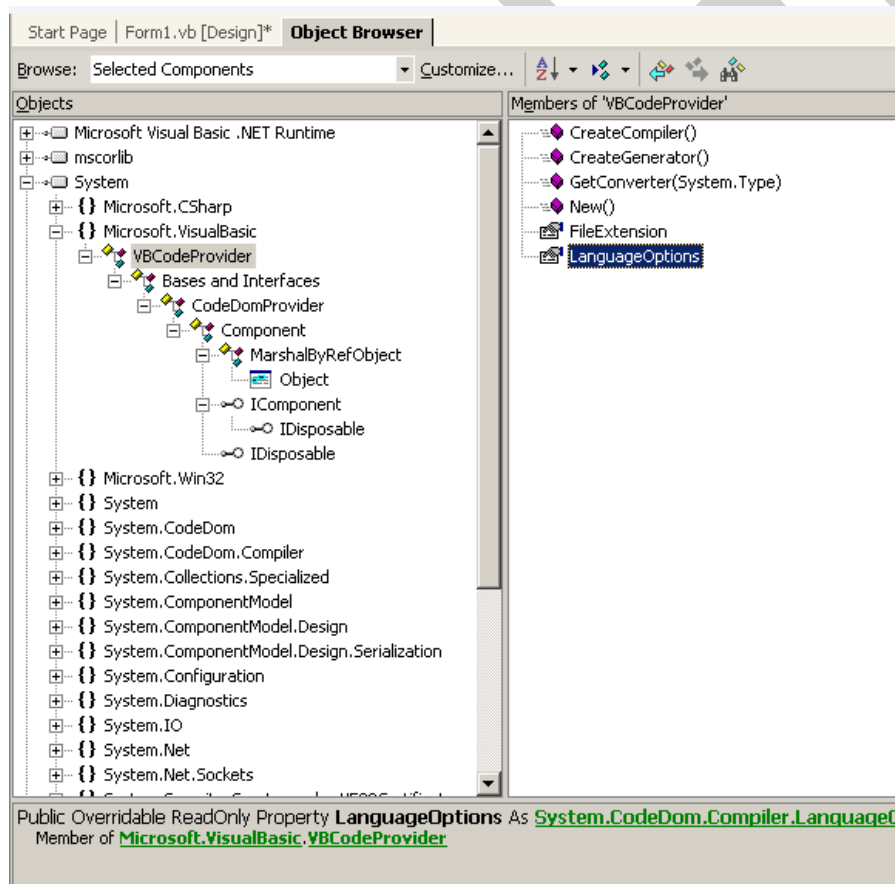 Start Page | Form1.vb [Design]* Object Browser
Browse: Selected Components Customize...
Objects
Microsoft Visual Basic .NET Runtime
mscorlib
System
{} Microsoft.CSharp
{} Microsoft.VisualBasic
VBCodeProvider
Bases and Interfaces
CodeDomProvider
Component
MarshalByRefObject
Object
IComponent
IDisposable
IDisposable
{} Microsoft.Win32
{} System
{} System.CodeDom
{} System.CodeDom.Compiler
{} System.Collections.Specialized
{} System.ComponentModel
{} System.ComponentModel.Design
{} System.ComponentModel.Design.Serialization
{} System.Configuration
{} System.Diagnostics
{} System.IO
{} System.Net
{} System.Net.Sockets
Members of 'VBCodeProvider'
CreateCompiler()
CreateGenerator()
GetConverter(System.Type)
New()
FileExtension
LanguageOptions
Public Overridable ReadOnly Property LanguageOptions As System.CodeDom.Compiler.Language
Member of Microsoft.VisualBasic.VBCodeProvider